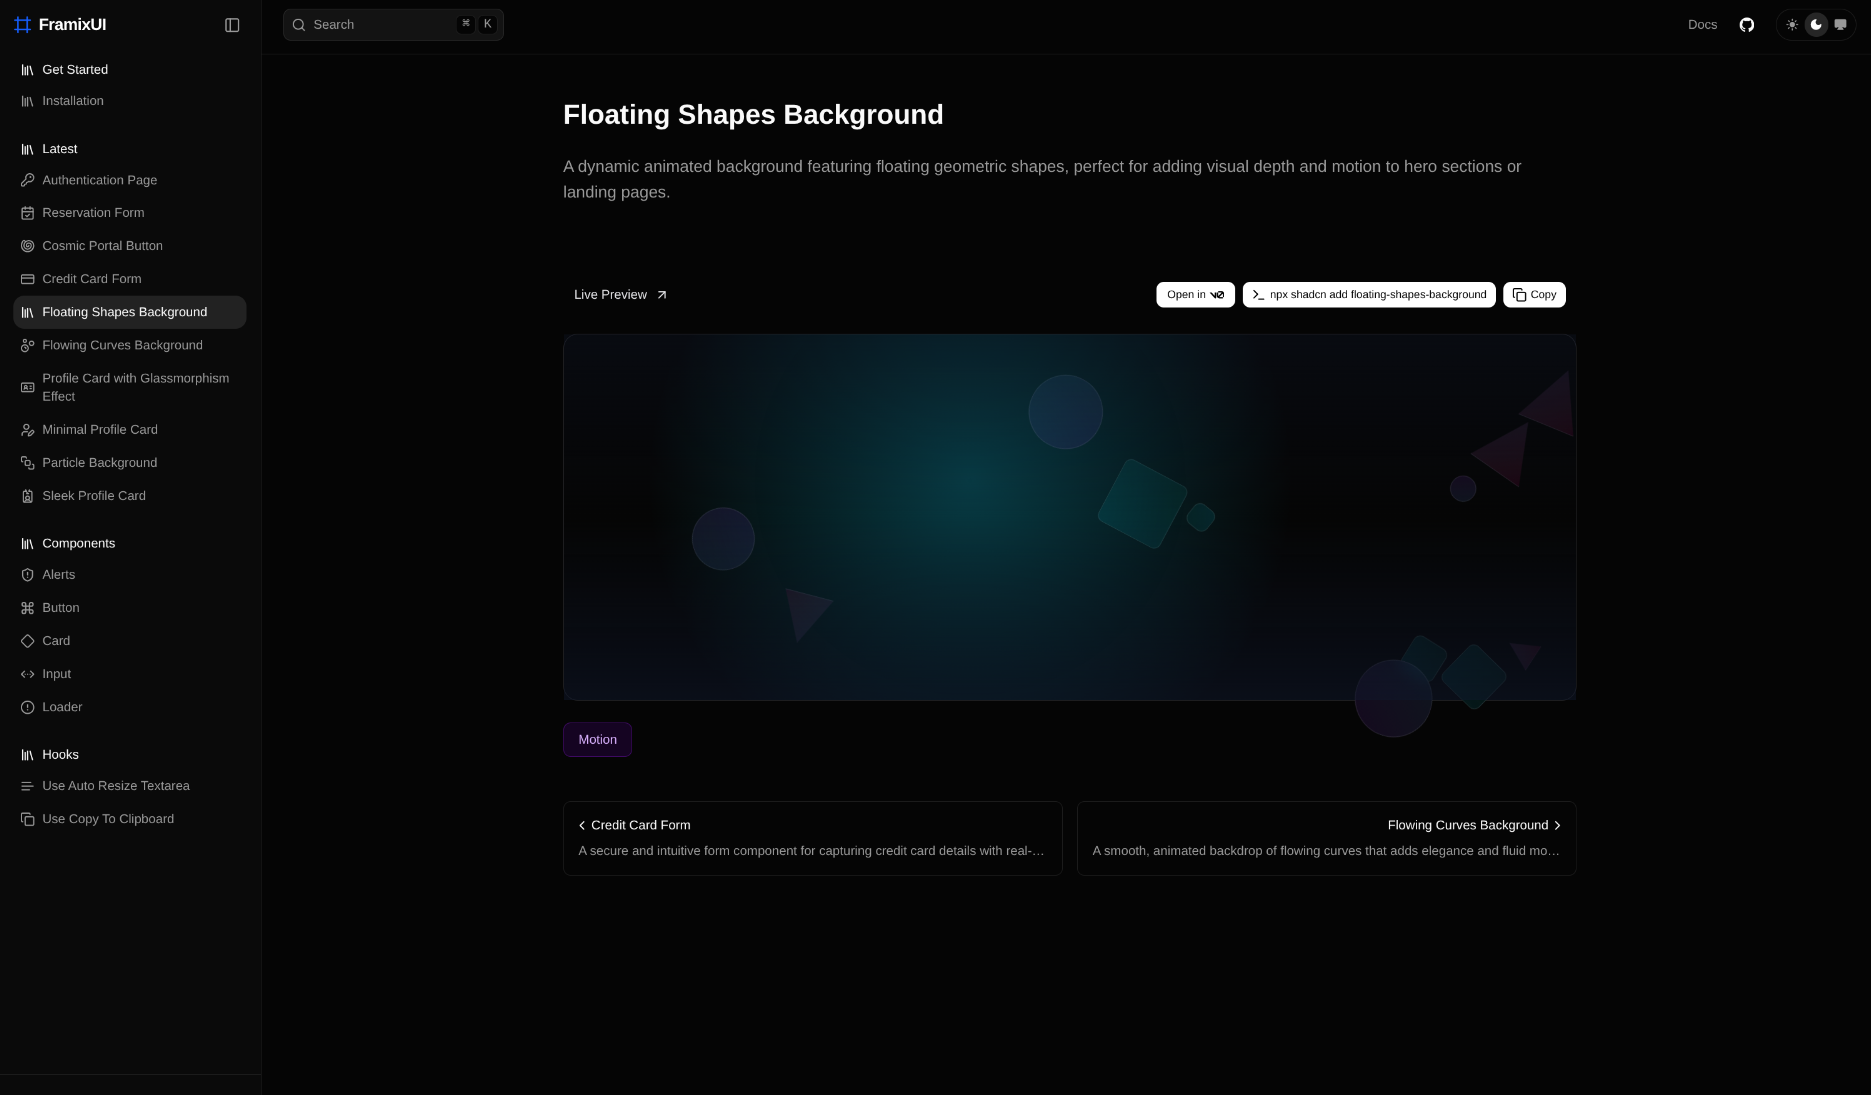 FramixUI
Get Started
Installation
Latest
Authentication Page
Reservation Form
Cosmic Portal Button
Credit Card Form
Floating Shapes Background
Flowing Curves Background
Profile Card with Glassmorphism
Effect
Minimal Profile Card
Particle Background
Sleek Profile Card
Components
Alerts
Button
Card
Input
Loader
Hooks
Use Auto Resize Textarea
Use Copy To Clipboard
Search ⌘ K
Docs
Floating Shapes Background
A dynamic animated background featuring floating geometric shapes, perfect for adding visual depth and motion to hero sections or
landing pages.
Live Preview
Open in v0
npx shadcn add floating-shapes-background
Copy
Motion
Credit Card Form
A secure and intuitive form component for capturing credit card details with real-…
Flowing Curves Background
A smooth, animated backdrop of flowing curves that adds elegance and fluid mo…